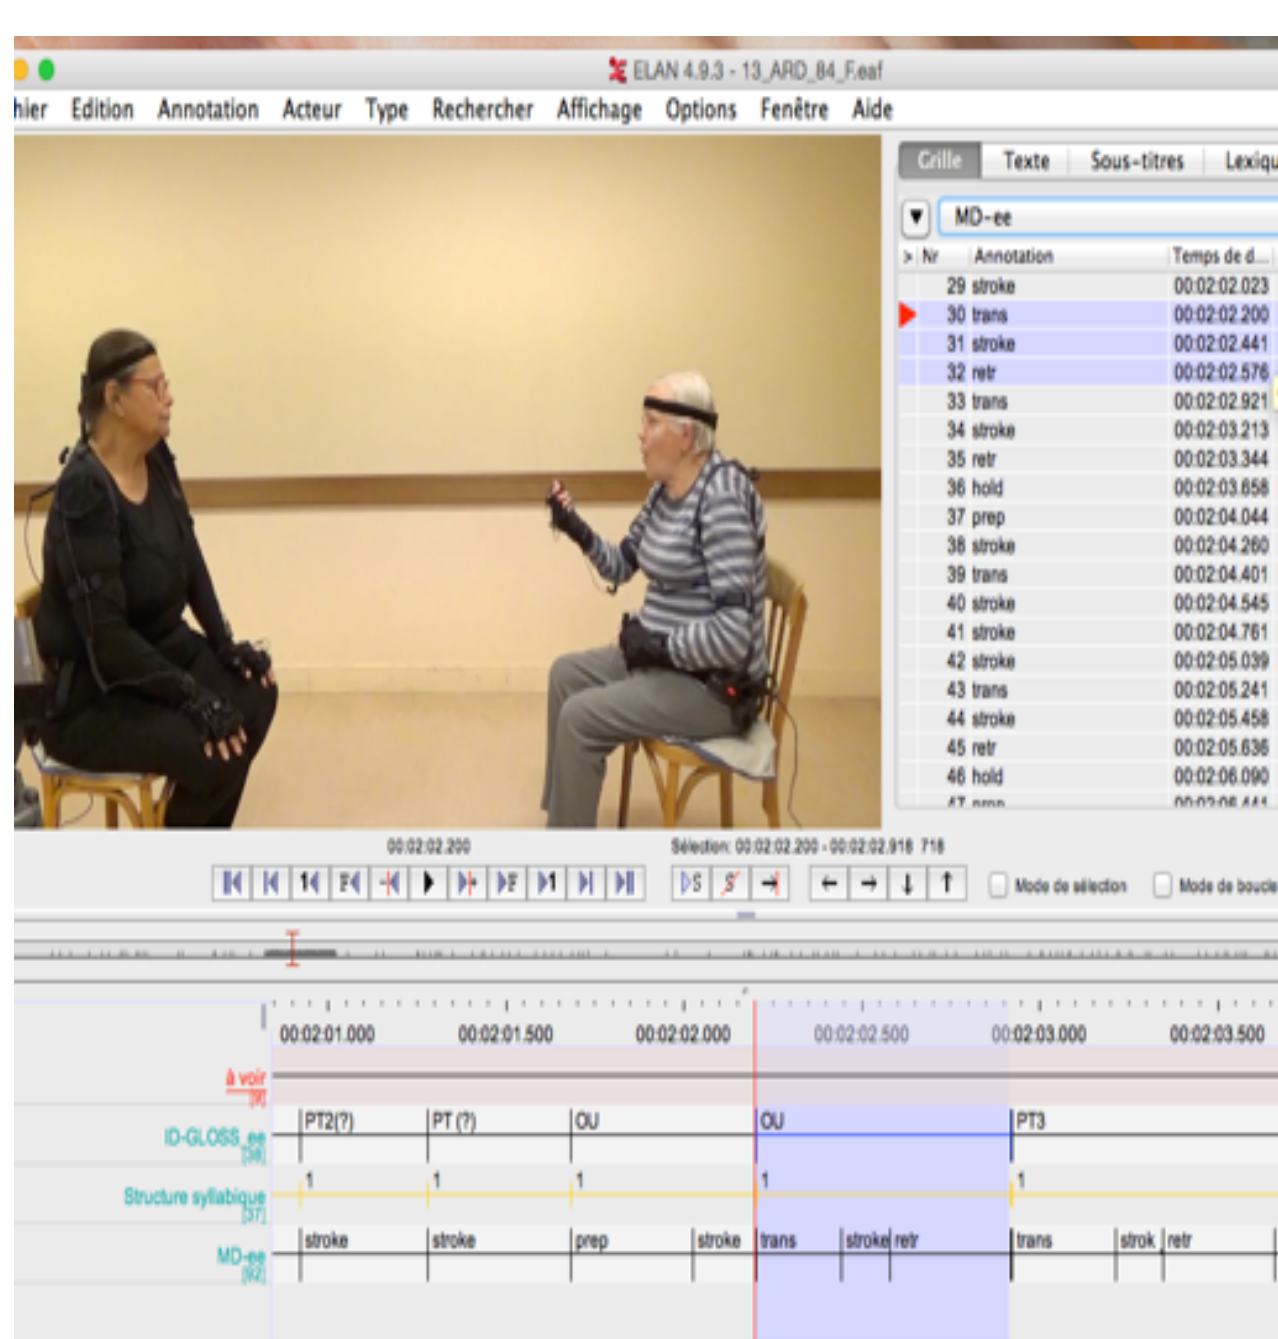 ELAN 4.9.3 - 13_ARD_84_F.eaf
hier Edition Annotation Acteur Type Rechercher Affichage Options Fenêtre Aide
Grille Texte Sous-titres Lexiqu
MD-ee
> Nr Annotation Temps de d...
29 stroke 00:02:02.023
30 trans 00:02:02.200
31 stroke 00:02:02.441
32 retr 00:02:02.576
33 trans 00:02:02.921
34 stroke 00:02:03.213
35 retr 00:02:03.344
36 hold 00:02:03.658
37 prep 00:02:04.044
38 stroke 00:02:04.260
39 trans 00:02:04.401
40 stroke 00:02:04.545
41 stroke 00:02:04.761
42 stroke 00:02:05.039
43 trans 00:02:05.241
44 stroke 00:02:05.458
45 retr 00:02:05.636
46 hold 00:02:06.090
47 prep 00:02:06.441
00:02:02.200 Sélection: 00:02:02.200 - 00:02:02.918 718
1 F F 1 S S Mode de sélection Mode de boucle
00:02:01.000 00:02:01.500 00:02:02.000 00:02:02.500 00:02:03.000 00:02:03.500
à voir
[9]
ID-GLOSS_ee PT2(?) PT (?) OU OU PT3
[38]
Structure syllabique 1 1 1 1 1
[37]
MD-ee stroke stroke prep stroke trans stroke retr trans strok retr
[92]